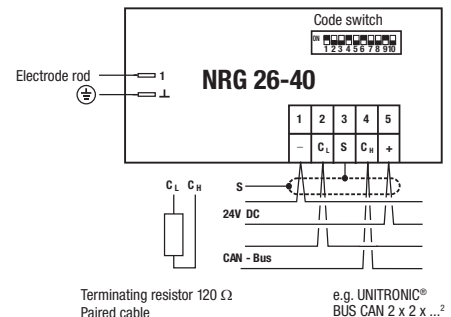 Code switch
ON
1 2 3 4 5 6 7 8 9 10
Electrode rod
1
NRG 26-40
1 2 3 4 5
– CL S CH +
CL CH
S
24V DC
CAN - Bus
Terminating resistor 120 Ω
Paired cable
e.g. UNITRONIC®
BUS CAN 2 x 2 x ...²